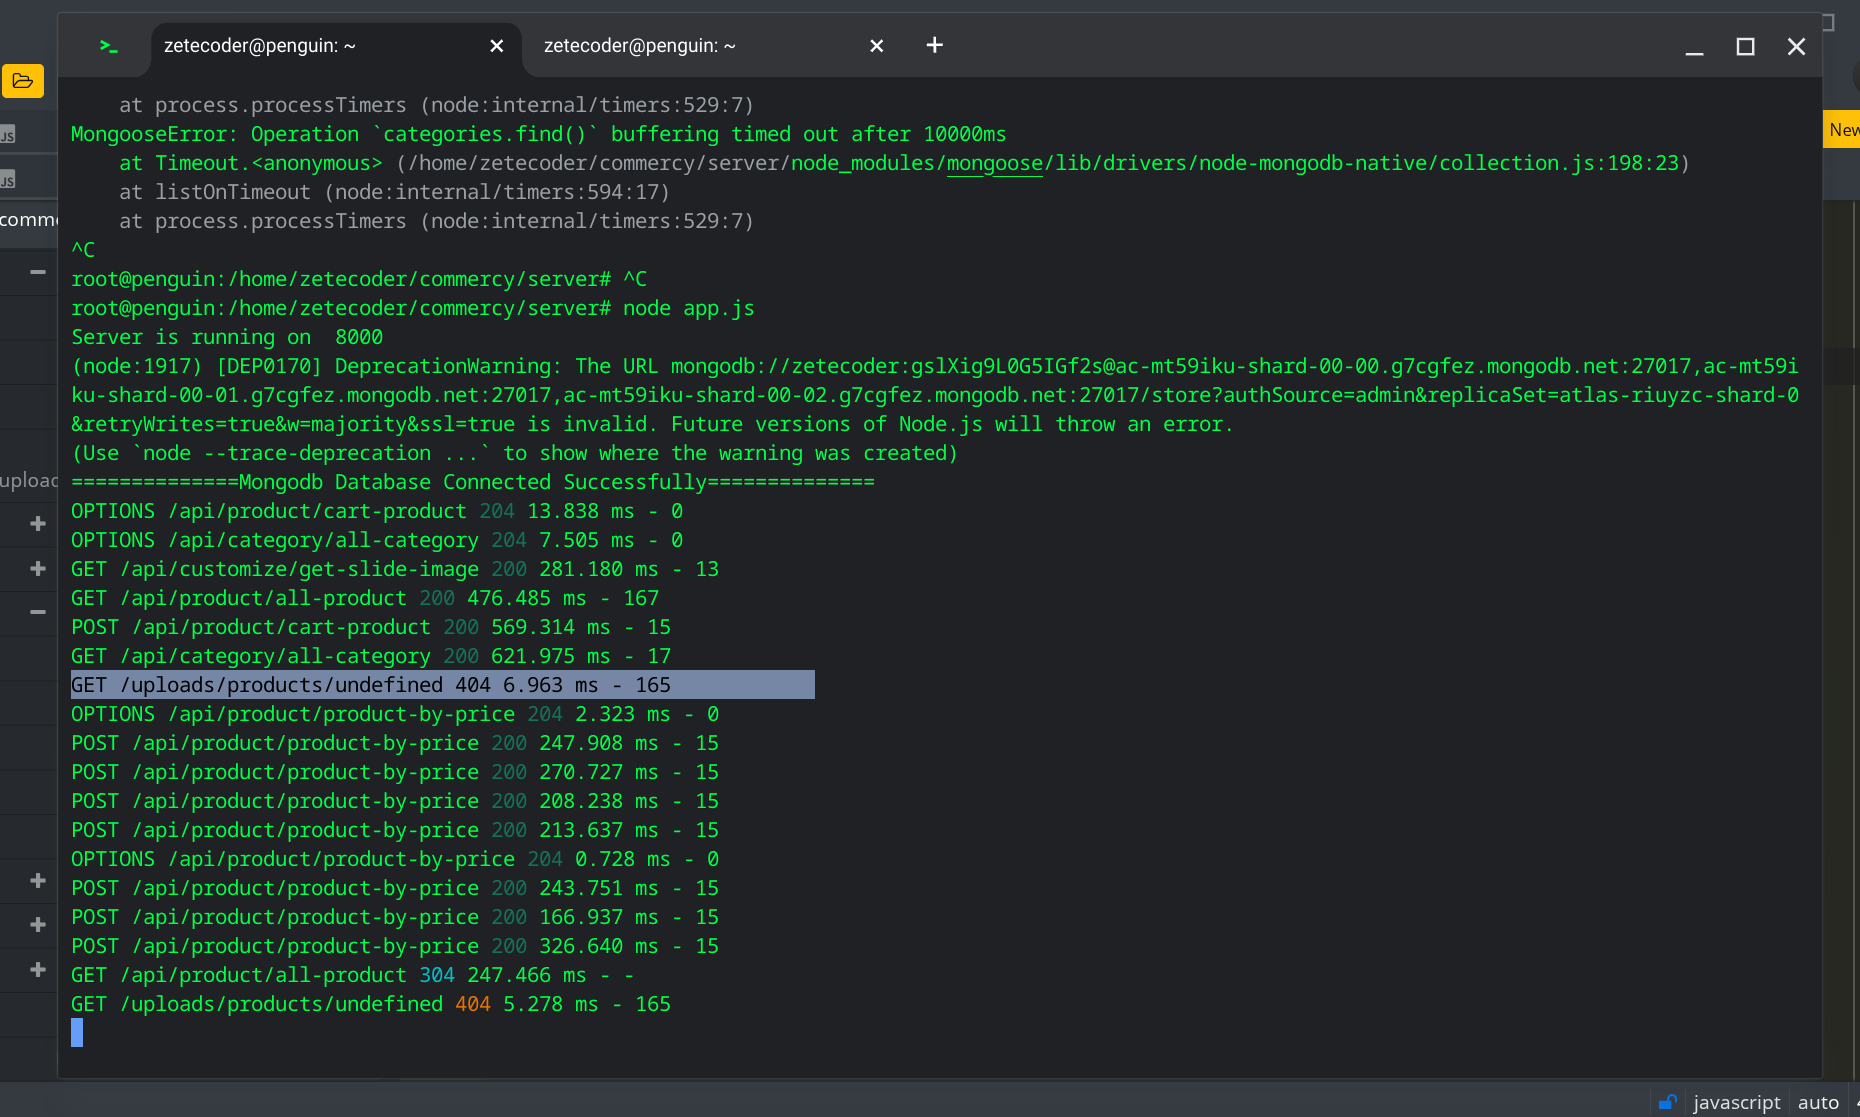 zetecoder@penguin: ~
zetecoder@penguin: ~
    at process.processTimers (node:internal/timers:529:7)
MongooseError: Operation `categories.find()` buffering timed out after 10000ms
    at Timeout.<anonymous> (/home/zetecoder/commercy/server/node_modules/mongoose/lib/drivers/node-mongodb-native/collection.js:198:23)
    at listOnTimeout (node:internal/timers:594:17)
    at process.processTimers (node:internal/timers:529:7)
^C
root@penguin:/home/zetecoder/commercy/server# ^C
root@penguin:/home/zetecoder/commercy/server# node app.js
Server is running on  8000
(node:1917) [DEP0170] DeprecationWarning: The URL mongodb://zetecoder:gslXig9L0G5IGf2s@ac-mt59iku-shard-00-00.g7cgfez.mongodb.net:27017,ac-mt59i
ku-shard-00-01.g7cgfez.mongodb.net:27017,ac-mt59iku-shard-00-02.g7cgfez.mongodb.net:27017/store?authSource=admin&replicaSet=atlas-riuyzc-shard-0
&retryWrites=true&w=majority&ssl=true is invalid. Future versions of Node.js will throw an error.
(Use `node --trace-deprecation ...` to show where the warning was created)
==============Mongodb Database Connected Successfully==============
OPTIONS /api/product/cart-product 204 13.838 ms - 0
OPTIONS /api/category/all-category 204 7.505 ms - 0
GET /api/customize/get-slide-image 200 281.180 ms - 13
GET /api/product/all-product 200 476.485 ms - 167
POST /api/product/cart-product 200 569.314 ms - 15
GET /api/category/all-category 200 621.975 ms - 17
GET /uploads/products/undefined 404 6.963 ms - 165
OPTIONS /api/product/product-by-price 204 2.323 ms - 0
POST /api/product/product-by-price 200 247.908 ms - 15
POST /api/product/product-by-price 200 270.727 ms - 15
POST /api/product/product-by-price 200 208.238 ms - 15
POST /api/product/product-by-price 200 213.637 ms - 15
OPTIONS /api/product/product-by-price 204 0.728 ms - 0
POST /api/product/product-by-price 200 243.751 ms - 15
POST /api/product/product-by-price 200 166.937 ms - 15
POST /api/product/product-by-price 200 326.640 ms - 15
GET /api/product/all-product 304 247.466 ms - -
GET /uploads/products/undefined 404 5.278 ms - 165
JS
JS
comme
upload
New
javascript
auto